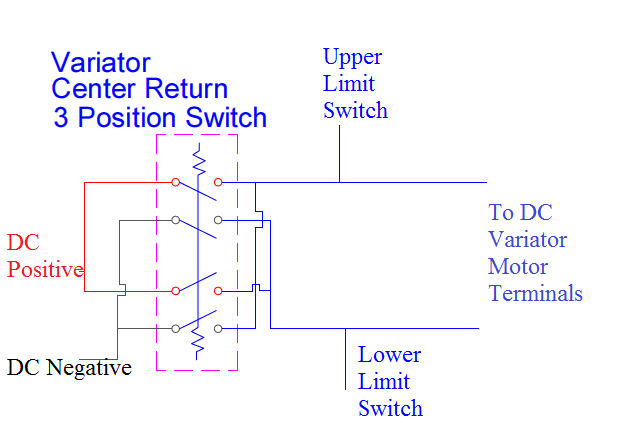 Variator
Center Return
3 Position Switch
Upper
Limit
Switch
DC
Positive
To DC
Variator
Motor
Terminals
DC Negative
Lower
Limit
Switch